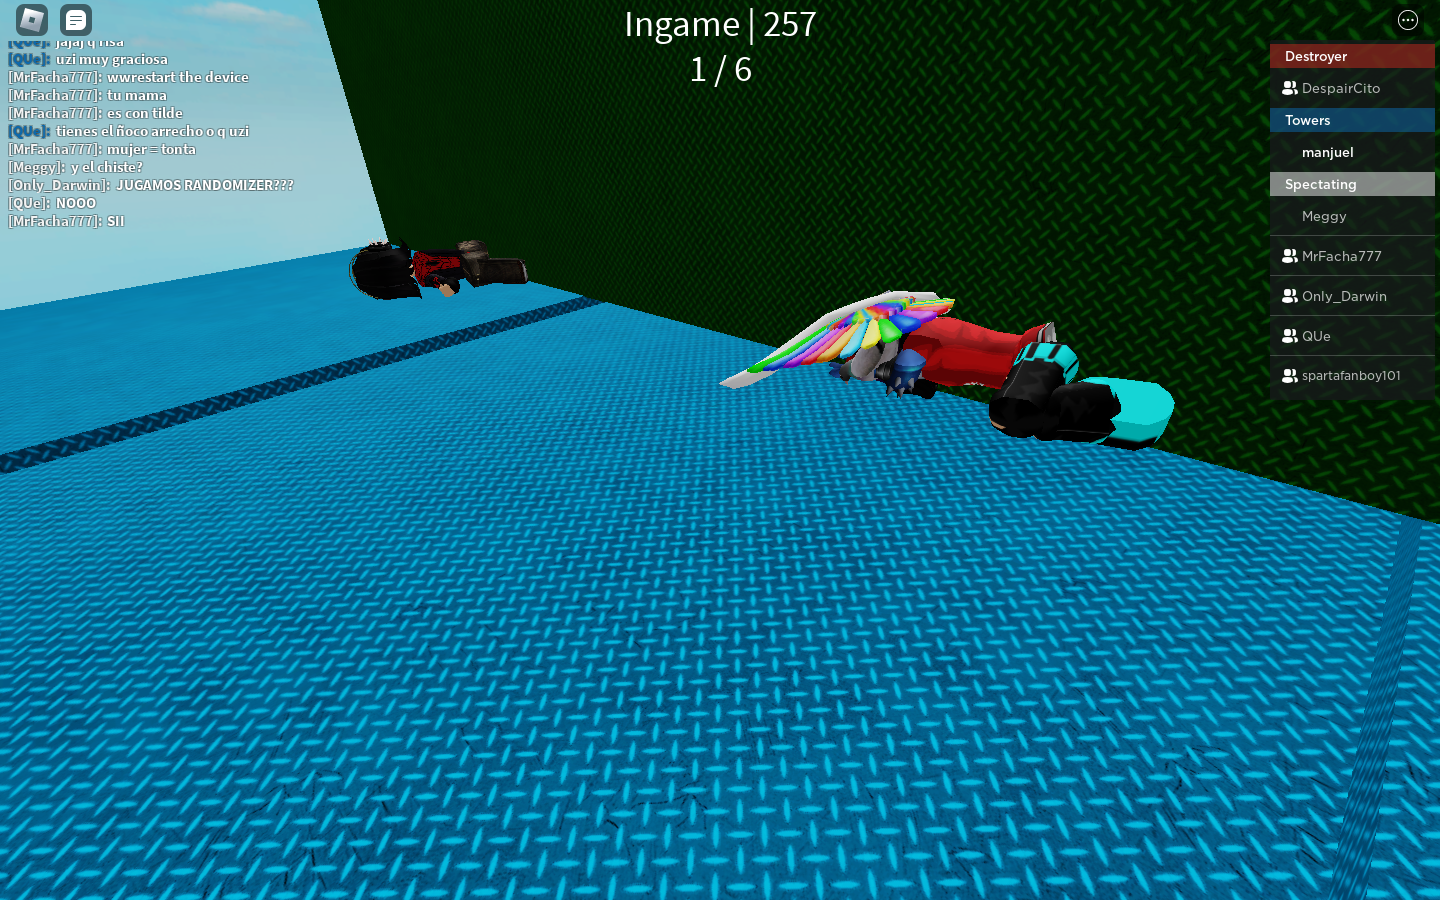 Ingame | 257
1 / 6
[QUe]: jajaj q risa
[QUe]: uzi muy graciosa
[MrFacha777]: wwrestart the device
[MrFacha777]: tu mama
[MrFacha777]: es con tilde
[QUe]: tienes el ñoco arrecho o q uzi
[MrFacha777]: mujer = tonta
[Meggy]: y el chiste?
[Only_Darwin]: JUGAMOS RANDOMIZER???
[QUe]: NOOO
[MrFacha777]: SII
Destroyer
DespairCito
Towers
manjuel
Spectating
Meggy
MrFacha777
Only_Darwin
QUe
spartafanboy101